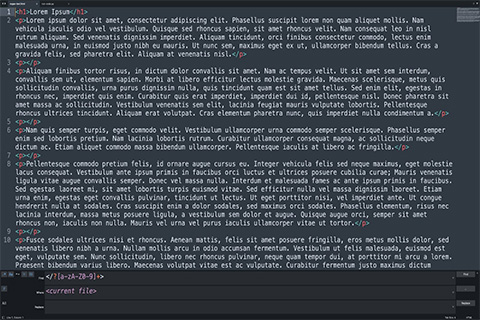 1 <h1>Lorem Ipsum</h1>
2 <p>Lorem ipsum dolor sit amet, consectetur adipiscing elit. Phasellus suscipit lorem non quam aliquet mollis. Nam
vehicula iaculis odio vel vestibulum. Quisque sed rhoncus sapien, sit amet rhoncus velit. Nam consequat leo in nisl
rutrum aliquam. Sed venenatis dignissim imperdiet. Aliquam tincidunt, orci finibus consectetur commodo, lectus enim
malesuada urna, in euismod justo nibh eu mauris. Ut nunc sem, maximus eget ex ut, ullamcorper bibendum tellus. Cras a
gravida felis, sed pharetra elit. Aliquam at venenatis nisl.</p>
3 <p></p>
4 <p>Aliquam finibus tortor risus, in dictum dolor convallis sit amet. Nam ac tempus velit. Ut sit amet sem interdum,
convallis sem ut, elementum sapien. Morbi at libero efficitur lectus molestie gravida. Maecenas scelerisque, metus quis
sollicitudin convallis, urna purus dignissim nulla, quis tincidunt quam est sit amet tellus. Sed enim elit, egestas in
rhoncus nec, imperdiet quis enim. Curabitur quis erat imperdiet, imperdiet dui id, pellentesque nisl. Donec pharetra sit
amet massa ac sollicitudin. Vestibulum venenatis sem elit, lacinia feugiat mauris vulputate lobortis. Pellentesque
rhoncus ultrices tincidunt. Aliquam erat volutpat. Cras elementum pharetra nunc, quis imperdiet nulla condimentum a.</p>
5 <p></p>
6 <p>Nam quis semper turpis, eget commodo velit. Vestibulum ullamcorper urna commodo semper scelerisque. Phasellus semper
enim sed lobortis pretium. Nam lacinia lobortis rutrum. Curabitur ullamcorper consequat magna, ac sollicitudin neque
dictum ac. Etiam aliquet commodo massa bibendum ullamcorper. Pellentesque iaculis at libero ac fringilla.</p>
7 <p></p>
8 <p>Pellentesque commodo pretium felis, id ornare augue cursus eu. Integer vehicula felis sed neque maximus, eget molestie
lacus consequat. Vestibulum ante ipsum primis in faucibus orci luctus et ultrices posuere cubilia curae; Mauris venenatis
ligula vitae augue convallis semper. Donec vel massa nulla. Interdum et malesuada fames ac ante ipsum primis in faucibus.
Sed egestas laoreet mi, sit amet lobortis turpis euismod vitae. Sed efficitur nulla vel massa dignissim laoreet. Etiam
urna enim, egestas eget convallis pulvinar, tincidunt ut lectus. Ut eget porttitor nisi, vel imperdiet ante. Ut congue
hendrerit nulla at sodales. Cras suscipit enim a dolor sodales, sed maximus orci sodales. Phasellus elementum, risus nec
lacinia interdum, massa metus posuere ligula, a vestibulum sem dolor et augue. Quisque augue orci, semper sit amet
rhoncus non, iaculis non nulla. Mauris vel urna vel purus iaculis ullamcorper vitae ut tortor.</p>
9 <p></p>
10 <p>Fusce sodales ultrices nisi et rhoncus. Aenean mattis, felis sit amet posuere fringilla, eros metus mollis dolor, sed
venenatis libero nibh a urna. Nullam mollis arcu in odio accumsan fermentum. Vestibulum ut felis malesuada, euismod est
eget, vulputate sem. Nunc sollicitudin, libero nec rhoncus pulvinar, neque quam tempor dui, at porttitor mi arcu a lorem.
Praesent bibendum varius libero. Maecenas volutpat vitae est ac vulputate. Curabitur fermentum justo maximus dictum
Find:
</?[a-zA-Z0-9]+>
Where:
<current file>
Replace:
Find
Replace